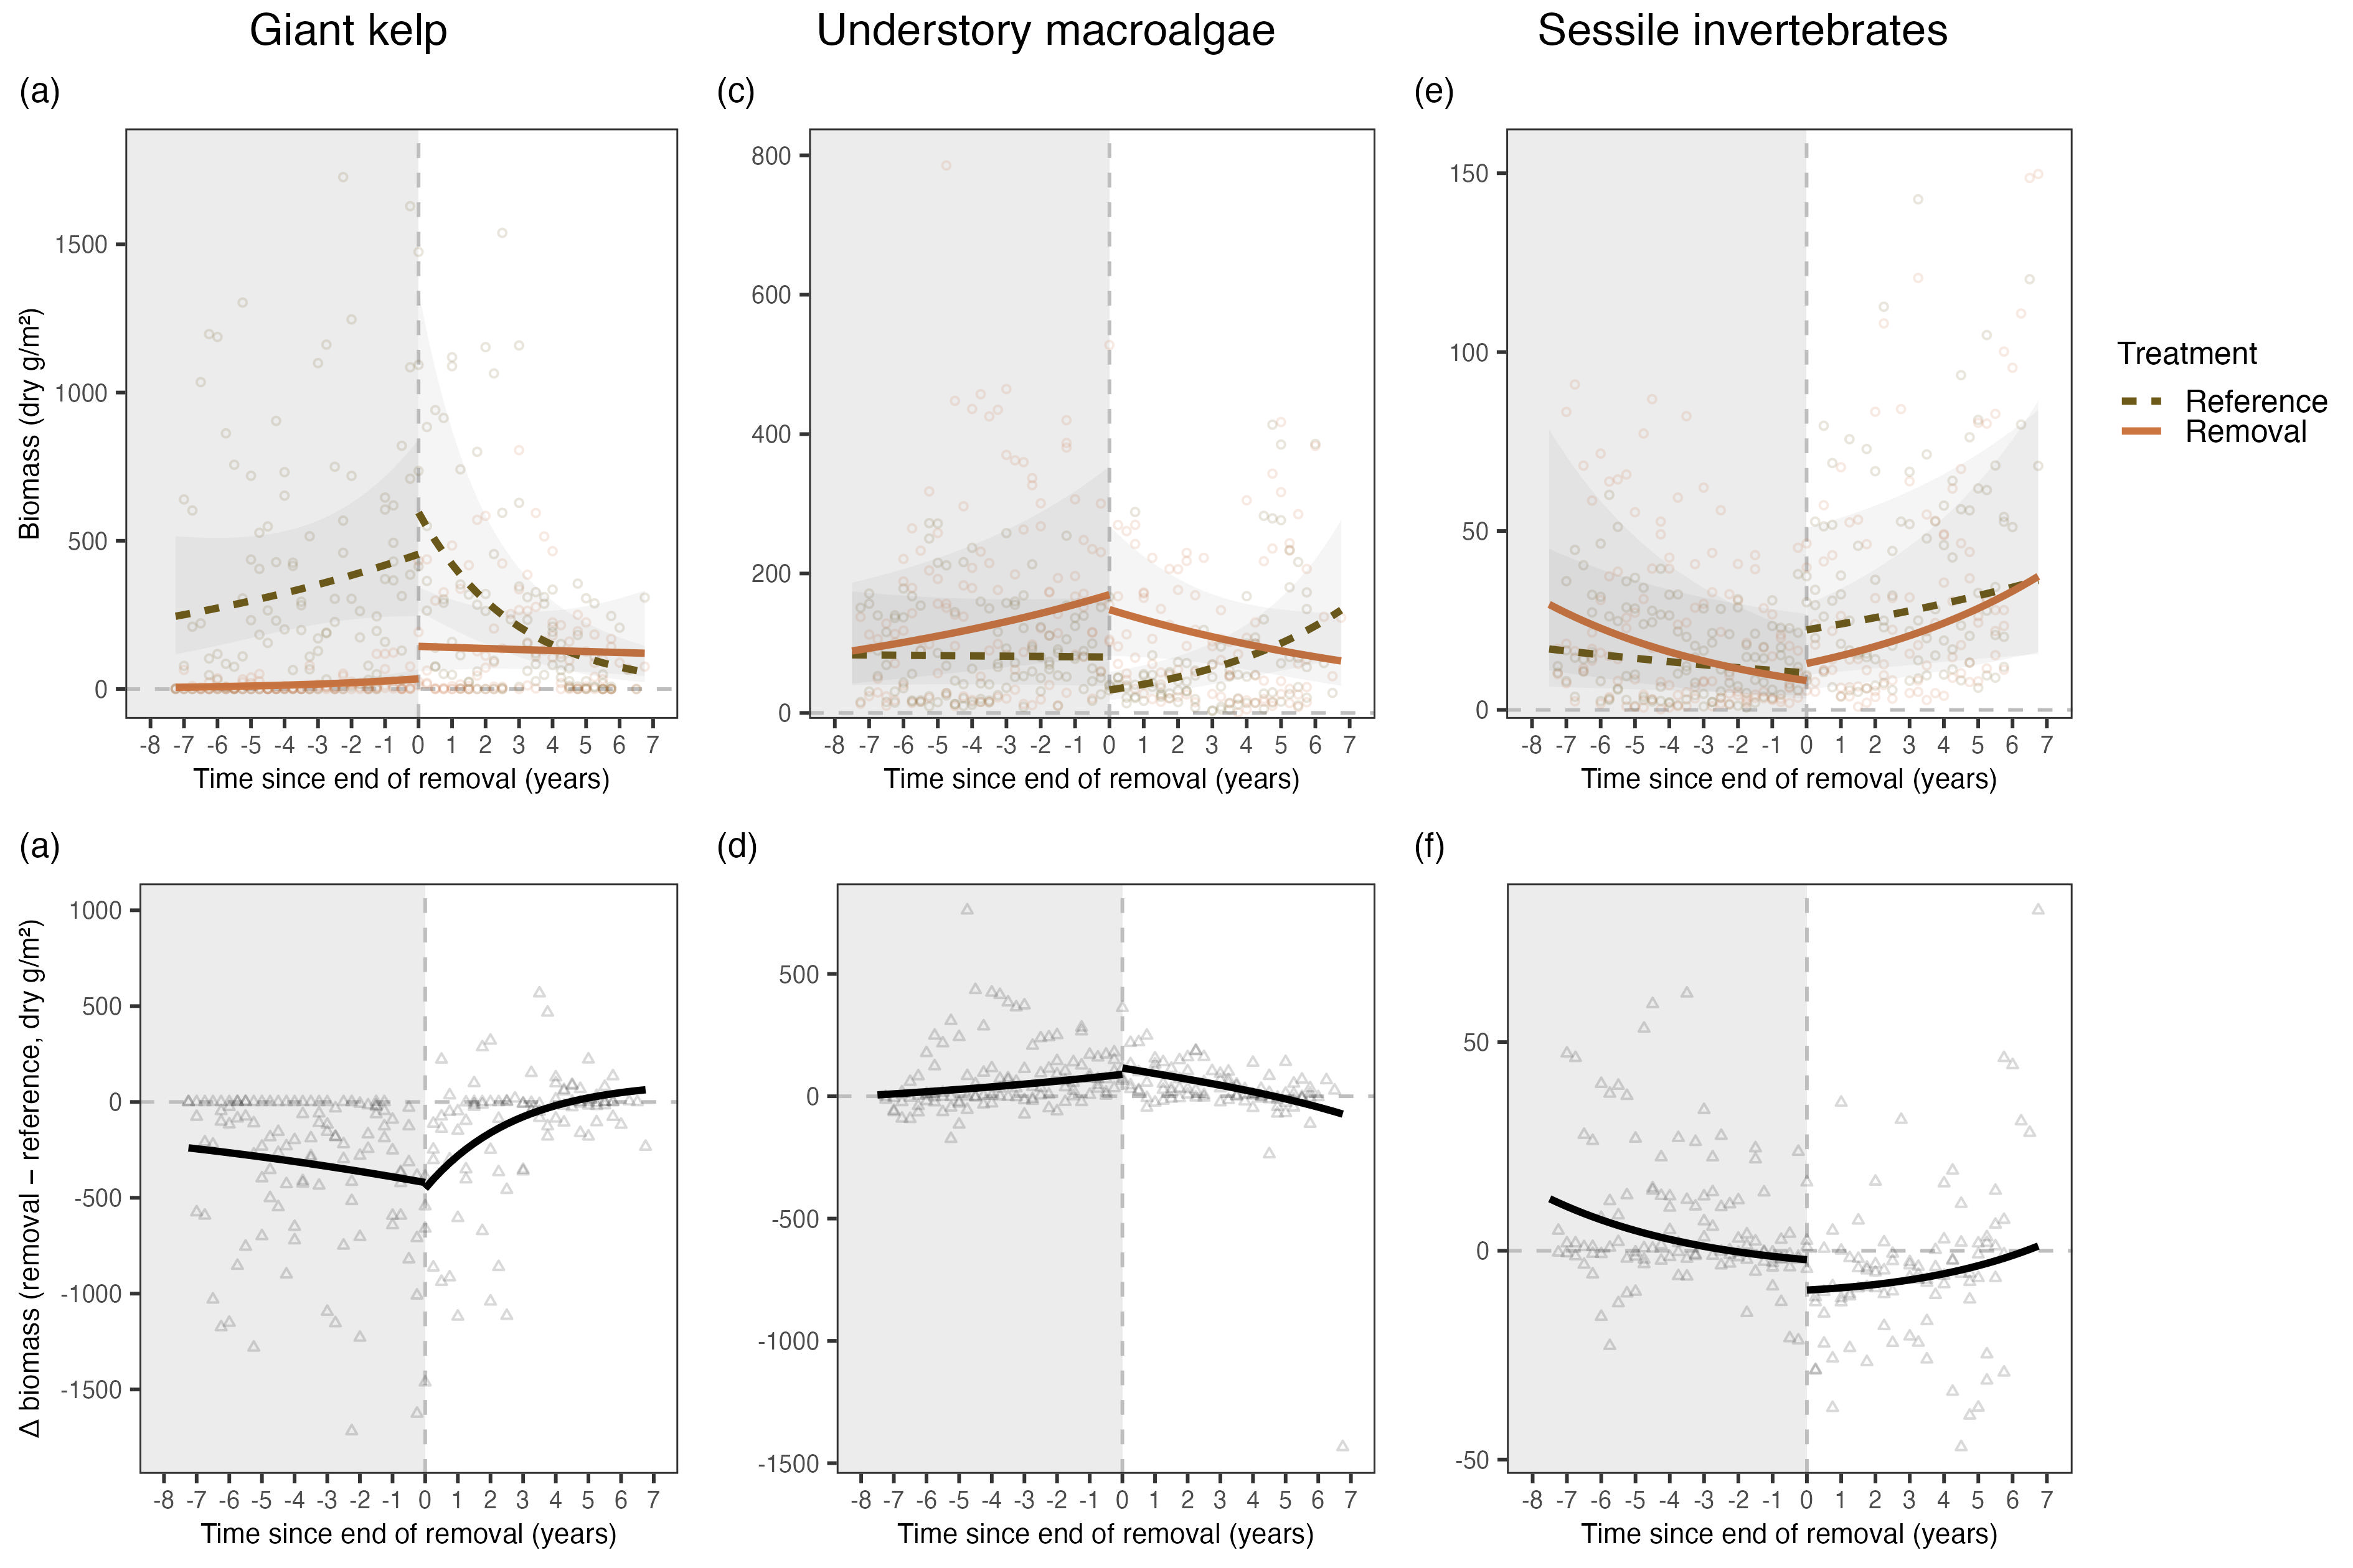 Giant kelp
Understory macroalgae
Sessile invertebrates
(a)
(c)
(e)
Biomass (dry g/m²)
1500
1000
500
0
-8 -7 -6 -5 -4 -3 -2 -1 0 1 2 3 4 5 6 7
Time since end of removal (years)
800
600
400
200
0
-8 -7 -6 -5 -4 -3 -2 -1 0 1 2 3 4 5 6 7
Time since end of removal (years)
150
100
50
0
-8 -7 -6 -5 -4 -3 -2 -1 0 1 2 3 4 5 6 7
Time since end of removal (years)
Treatment
Reference
Removal
(a)
(d)
(f)
Δ biomass (removal − reference, dry g/m²)
1000
500
0
-500
-1000
-1500
-8 -7 -6 -5 -4 -3 -2 -1 0 1 2 3 4 5 6 7
Time since end of removal (years)
500
0
-500
-1000
-1500
-8 -7 -6 -5 -4 -3 -2 -1 0 1 2 3 4 5 6 7
Time since end of removal (years)
50
0
-50
-8 -7 -6 -5 -4 -3 -2 -1 0 1 2 3 4 5 6 7
Time since end of removal (years)